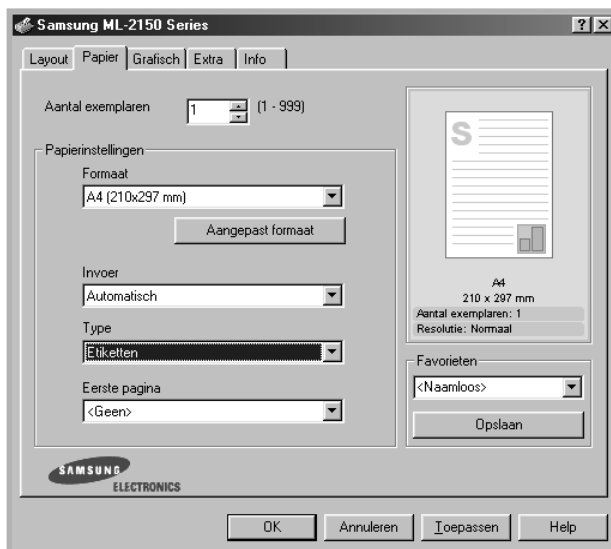 Samsung ML-2150 Series
Layout Papier Grafisch Extra Info
Aantal exemplaren 1 (1 - 999)
Papierinstellingen
Formaat
A4 (210x297 mm)
Aangepast formaat
Invoer
Automatisch
Type
Etiketten
Eerste pagina
<Geen>
S
A4
210 x 297 mm
Aantal exemplaren: 1
Resolutie: Normaal
Favorieten
<Naamloos>
Opslaan
SAMSUNG
ELECTRONICS
OK Annuleren Toepassen Help